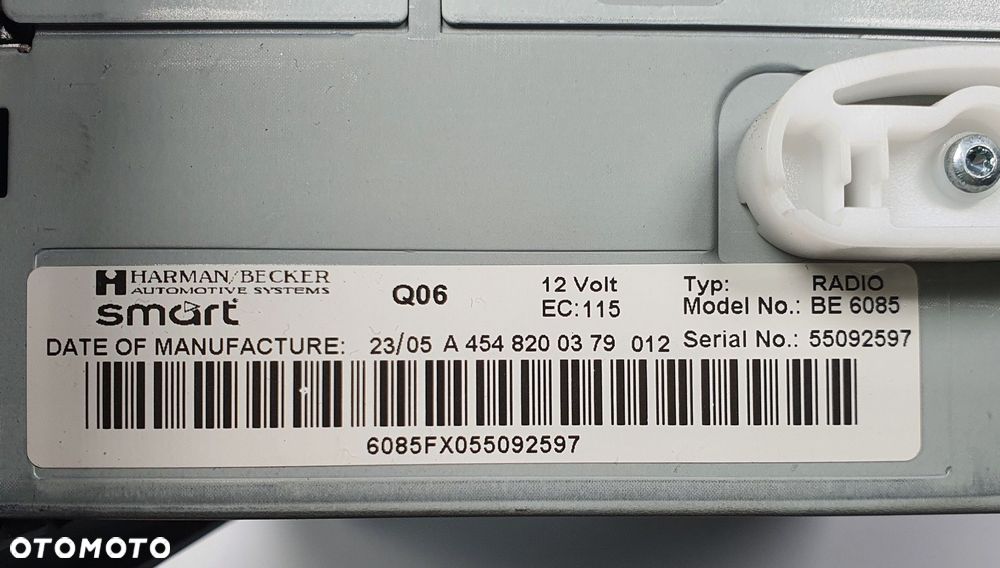 HARMAN/BECKER
AUTOMOTIVE SYSTEMS
smart
Q06
12 Volt
EC:115
Typ: RADIO
Model No.: BE 6085
DATE OF MANUFACTURE: 23/05 A 454 820 03 79 012 Serial No.: 55092597
6085FX055092597
OTOMOTO